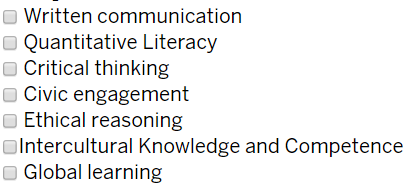 Written communication
Quantitative Literacy
Critical thinking
Civic engagement
Ethical reasoning
Intercultural Knowledge and Competence
Global learning